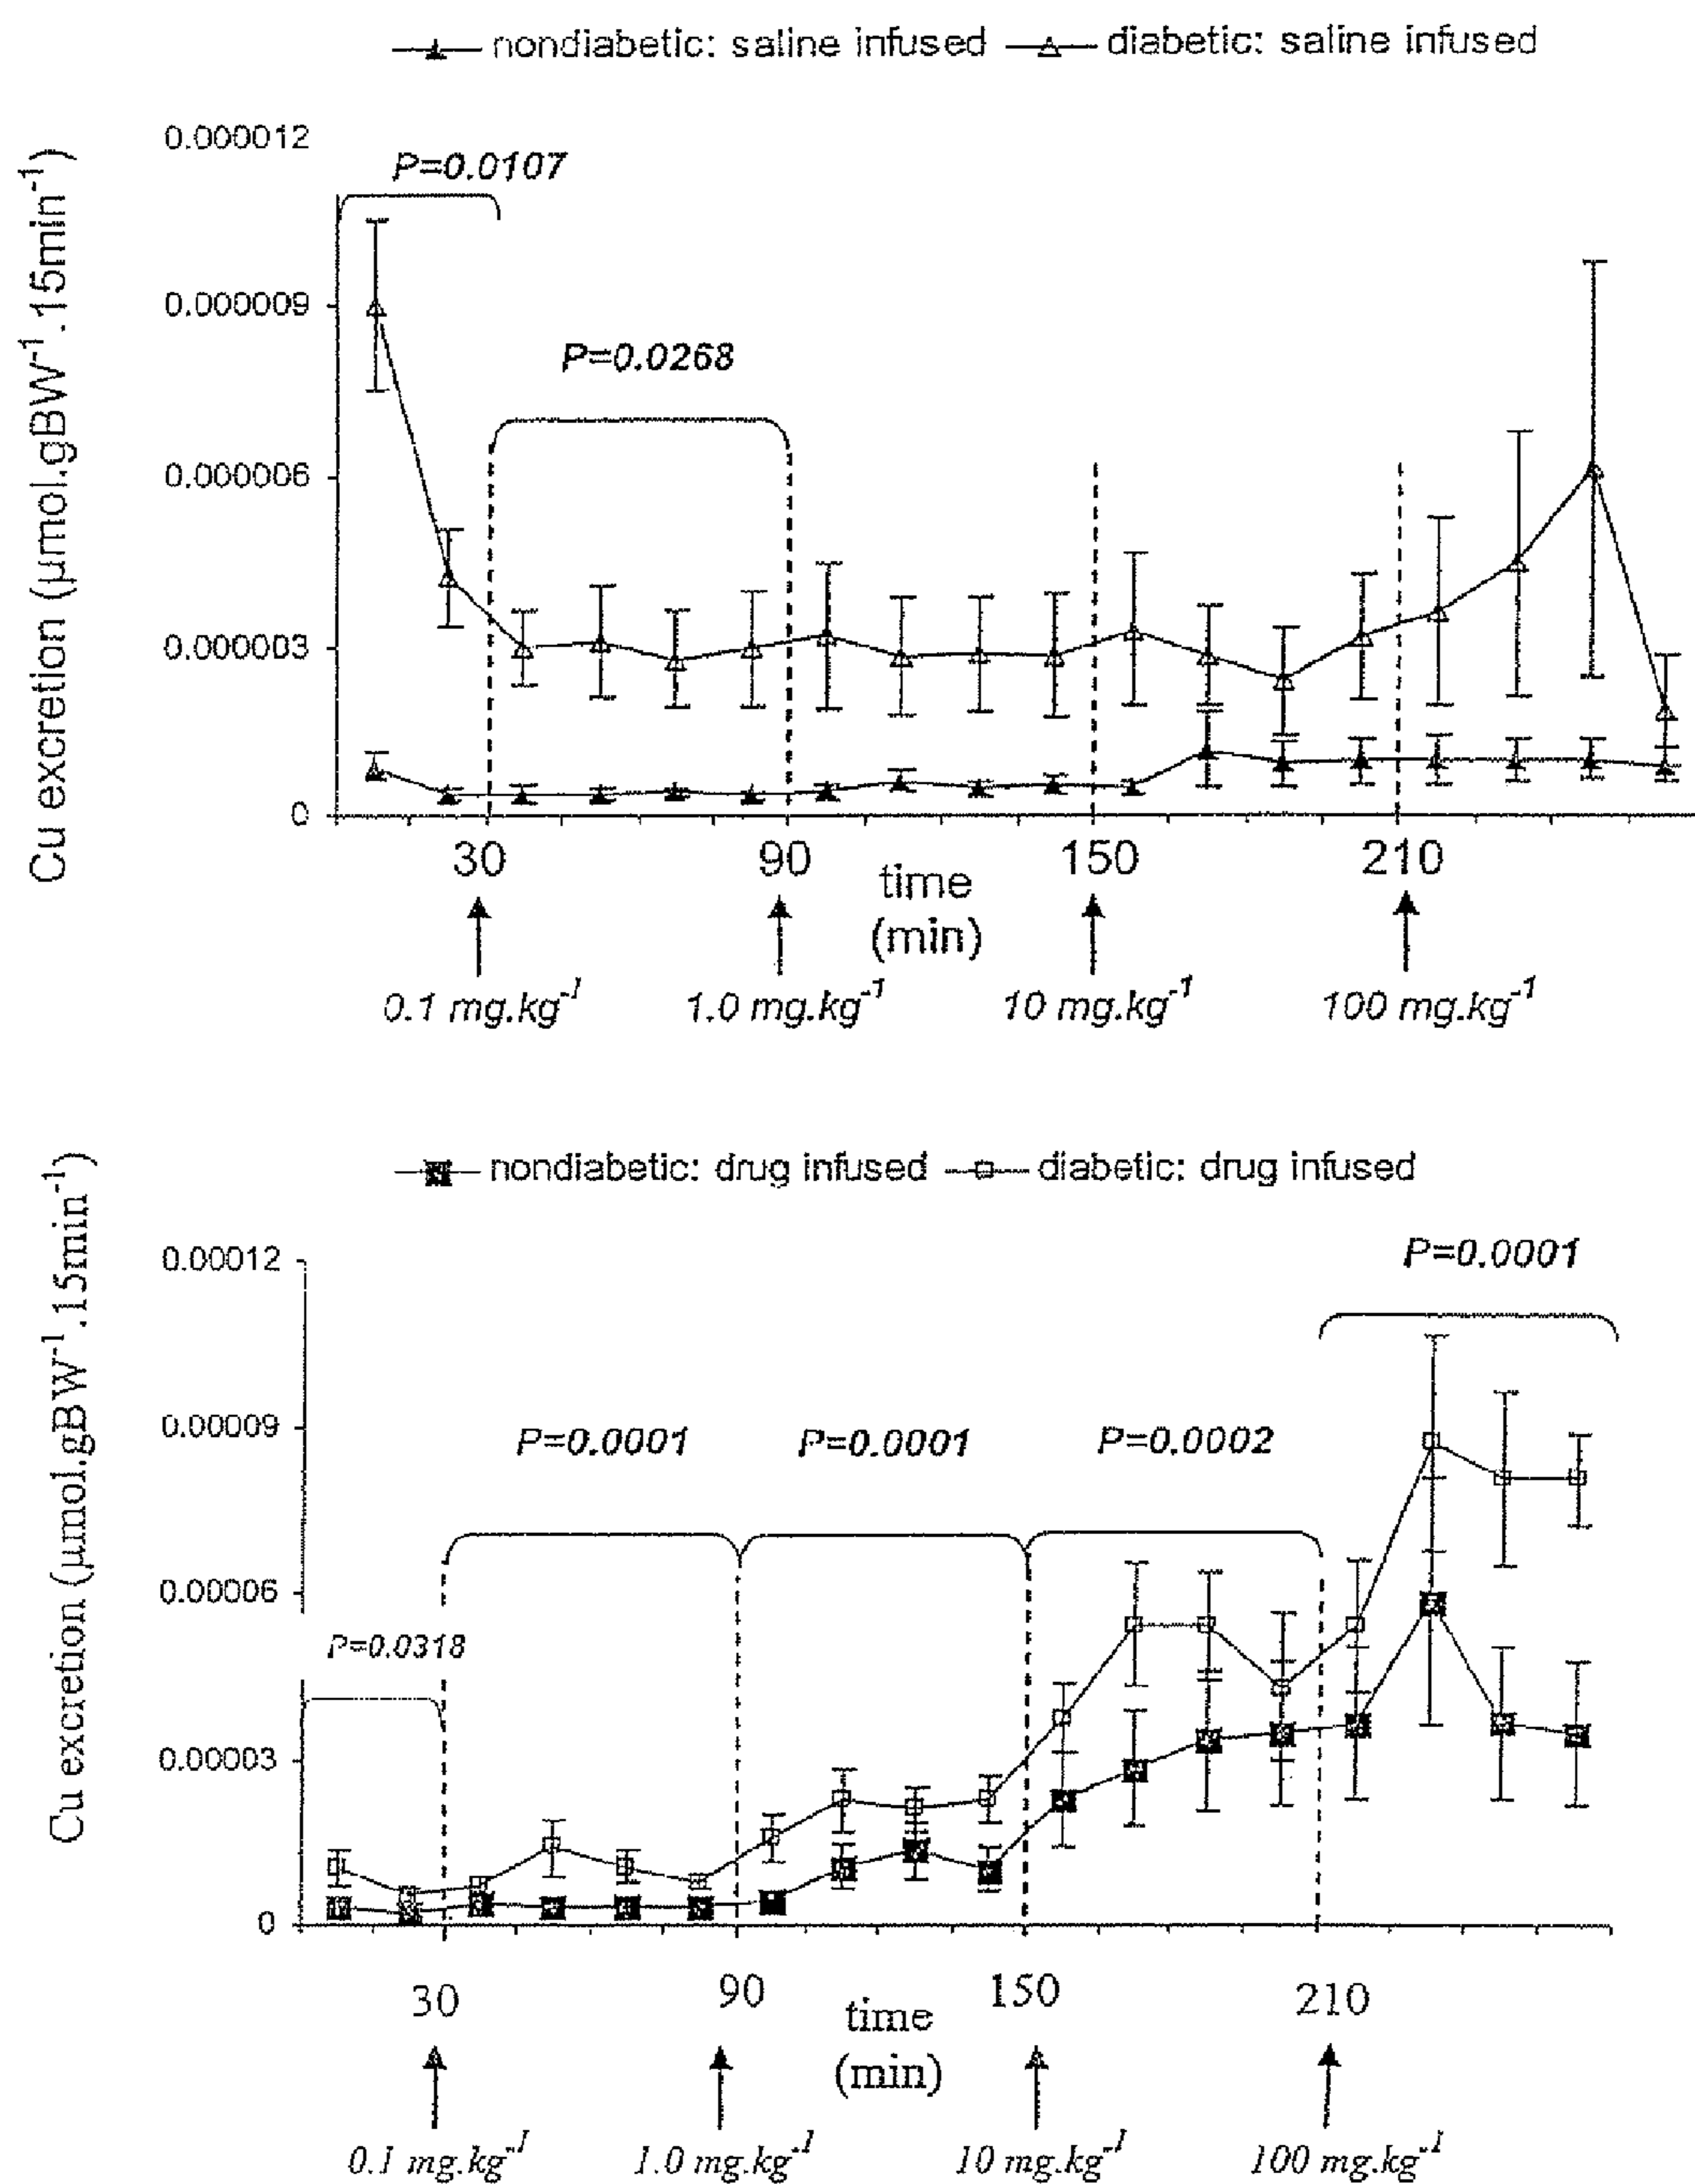 nondiabetic: saline infused diabetic: saline infused
Cu excretion (µmol.gBW⁻¹.15min⁻¹)
0.000012
P=0.0107
0.000009
P=0.0268
0.000006
0.000003
0
30 90 150 210
time
(min)
0.1 mg.kg⁻¹ 1.0 mg.kg⁻¹ 10 mg.kg⁻¹ 100 mg.kg⁻¹
nondiabetic: drug infused diabetic: drug infused
Cu excretion (µmol.gBW⁻¹.15min⁻¹)
0.00012
P=0.0001
0.00009
P=0.0001 P=0.0001 P=0.0002
0.00006
P=0.0318
0.00003
0
30 90 150 210
time
(min)
0.1 mg.kg⁻¹ 1.0 mg.kg⁻¹ 10 mg.kg⁻¹ 100 mg.kg⁻¹